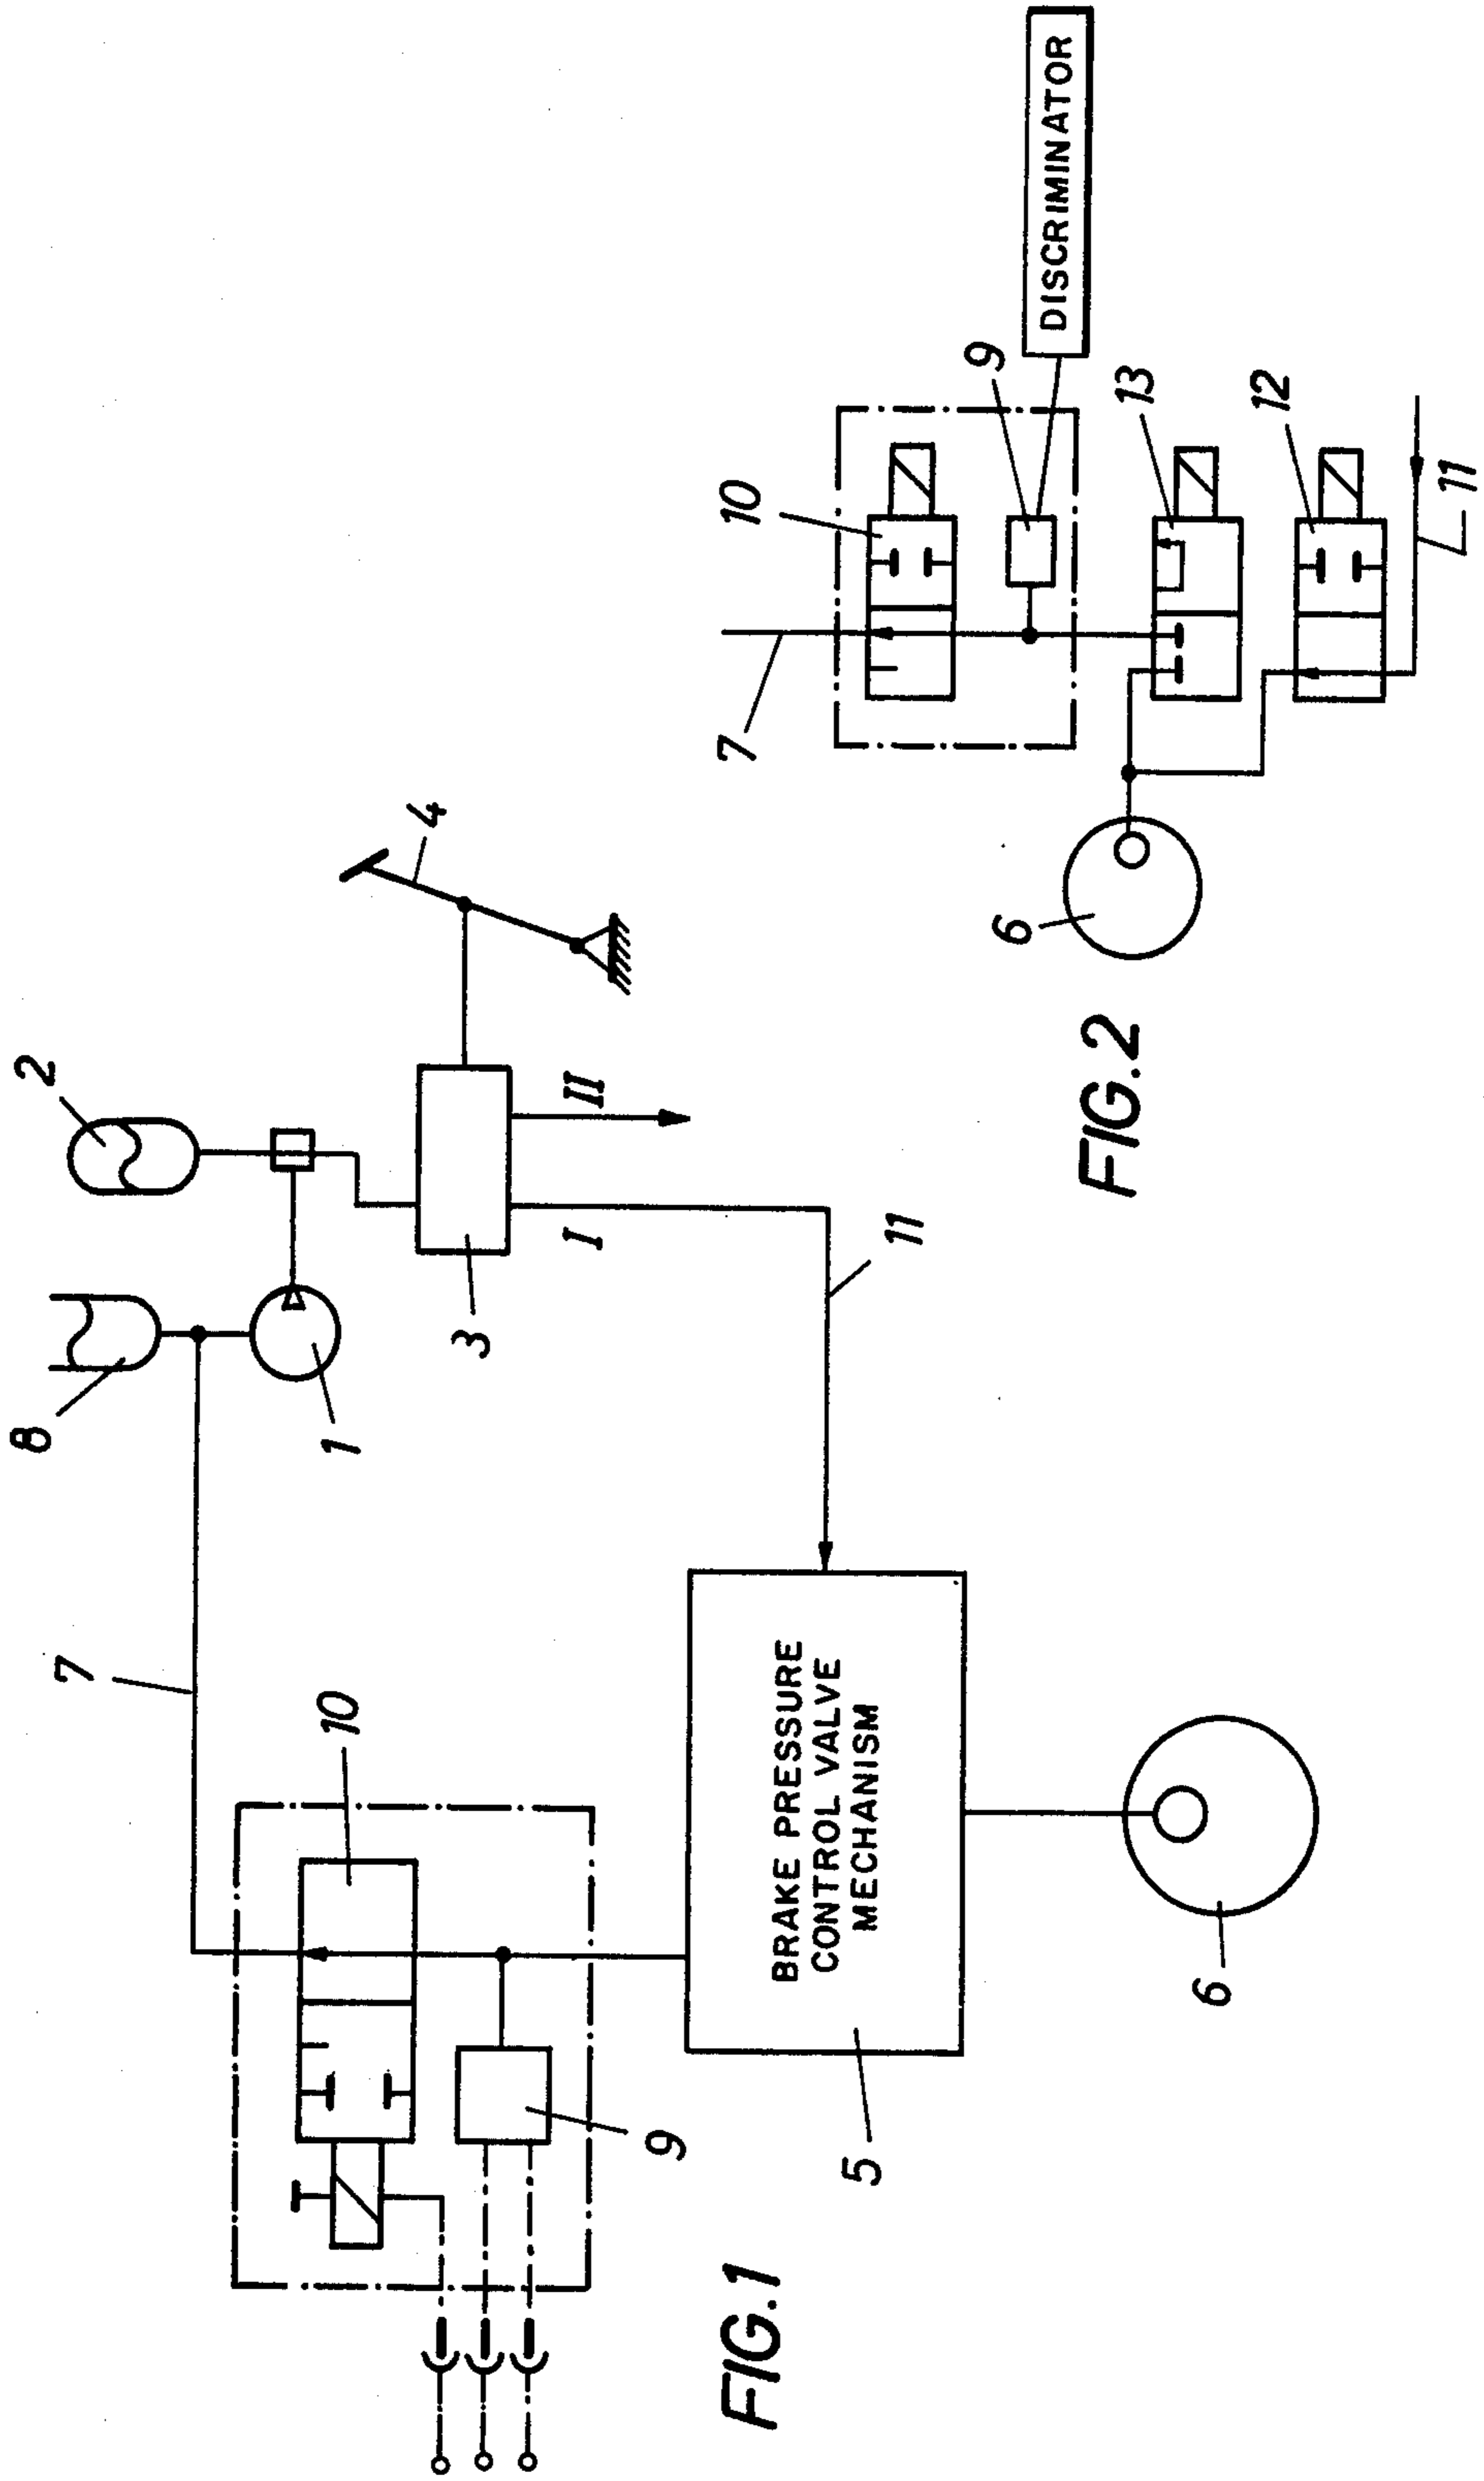 8
2
7
1
10
4
3
I
II
9
11
BRAKE PRESSURE
CONTROL VALVE
MECHANISM
5
6
FIG.1
7
10
9
DISCRIMINATOR
13
12
6
11
FIG.2